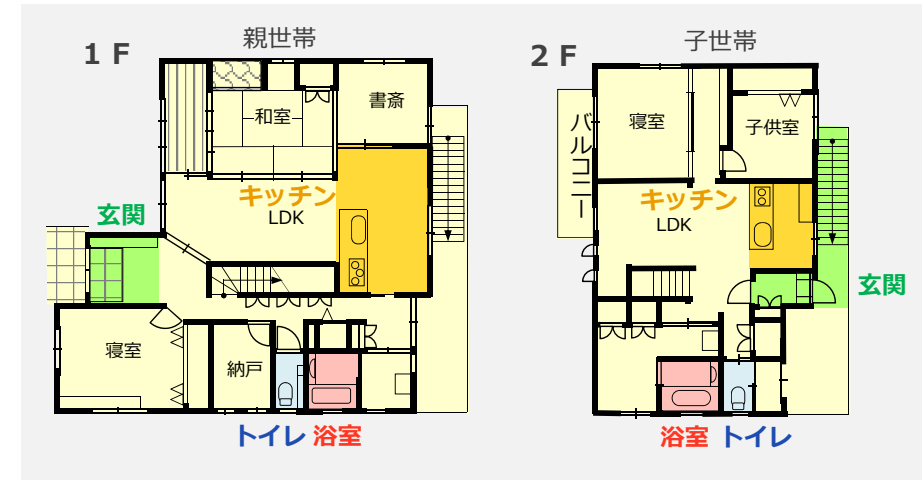 １Ｆ
親世帯
和室
書斎
キッチン
LDK
玄関
寝室
納戸
トイレ
浴室
２Ｆ
子世帯
バルコニー
寝室
子供室
キッチン
LDK
玄関
浴室
トイレ